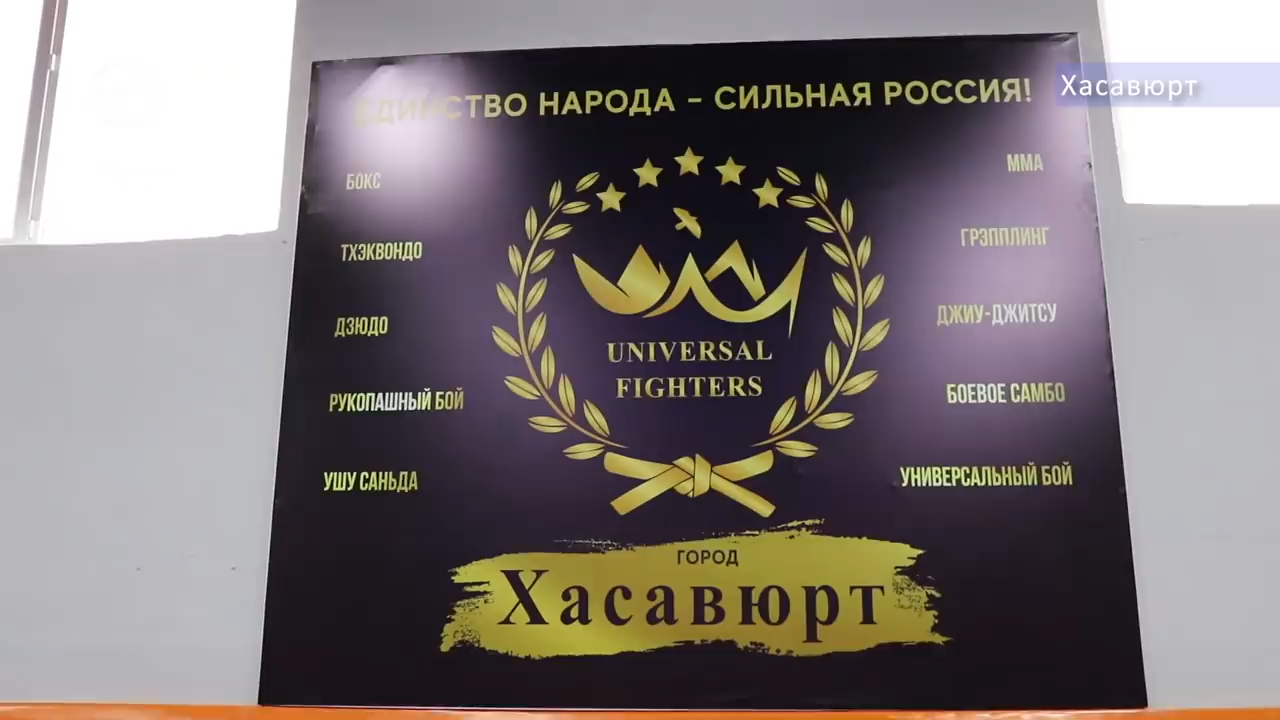 ЕДИНСТВО НАРОДА - СИЛЬНАЯ РОССИЯ!
Хасавюрт
БОКС
ММА
ТХЭКВОНДО
ГРЭППЛИНГ
ДЗЮДО
ДЖИУ-ДЖИТСУ
UNIVERSAL
FIGHTERS
РУКОПАШНЫЙ БОЙ
БОЕВОЕ САМБО
УШУ САНЬДА
УНИВЕРСАЛЬНЫЙ БОЙ
ГОРОД
Хасавюрт